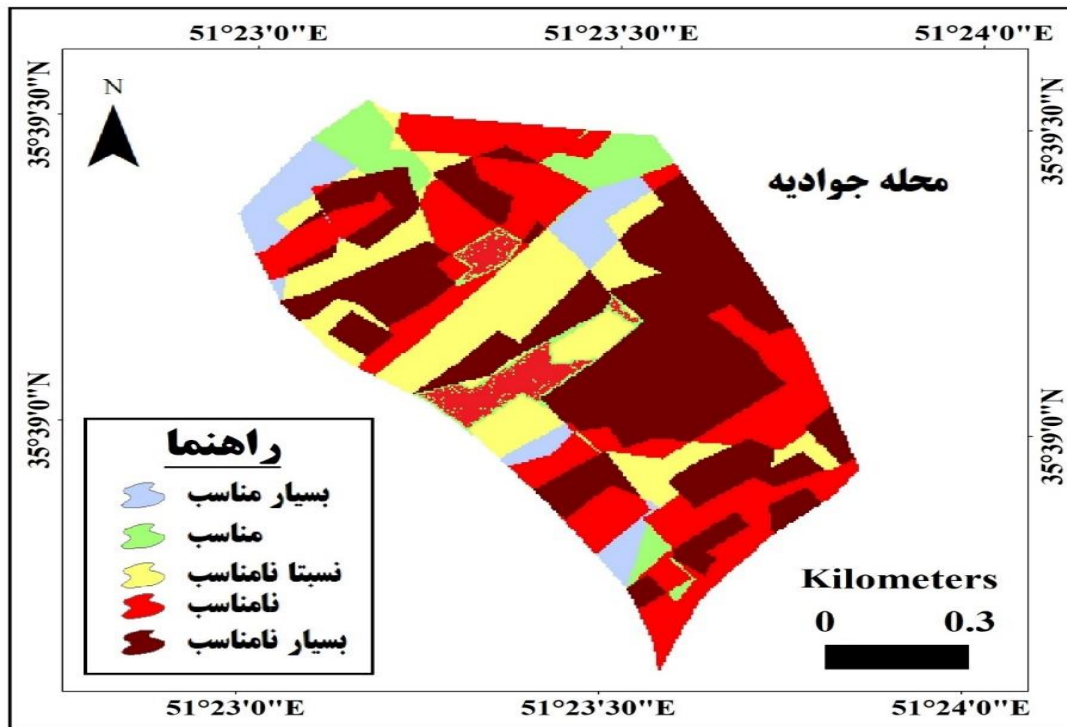 51°23'0"E 51°23'30"E 51°24'0"E
N
35°39'30"N
35°39'30"N
محله جوادیه
35°39'0"N
35°39'0"N
راهنما
بسیار مناسب
مناسب
نسبتا نامناسب
نامناسب
بسیار نامناسب
Kilometers
0 0.3
51°23'0"E 51°23'30"E 51°24'0"E